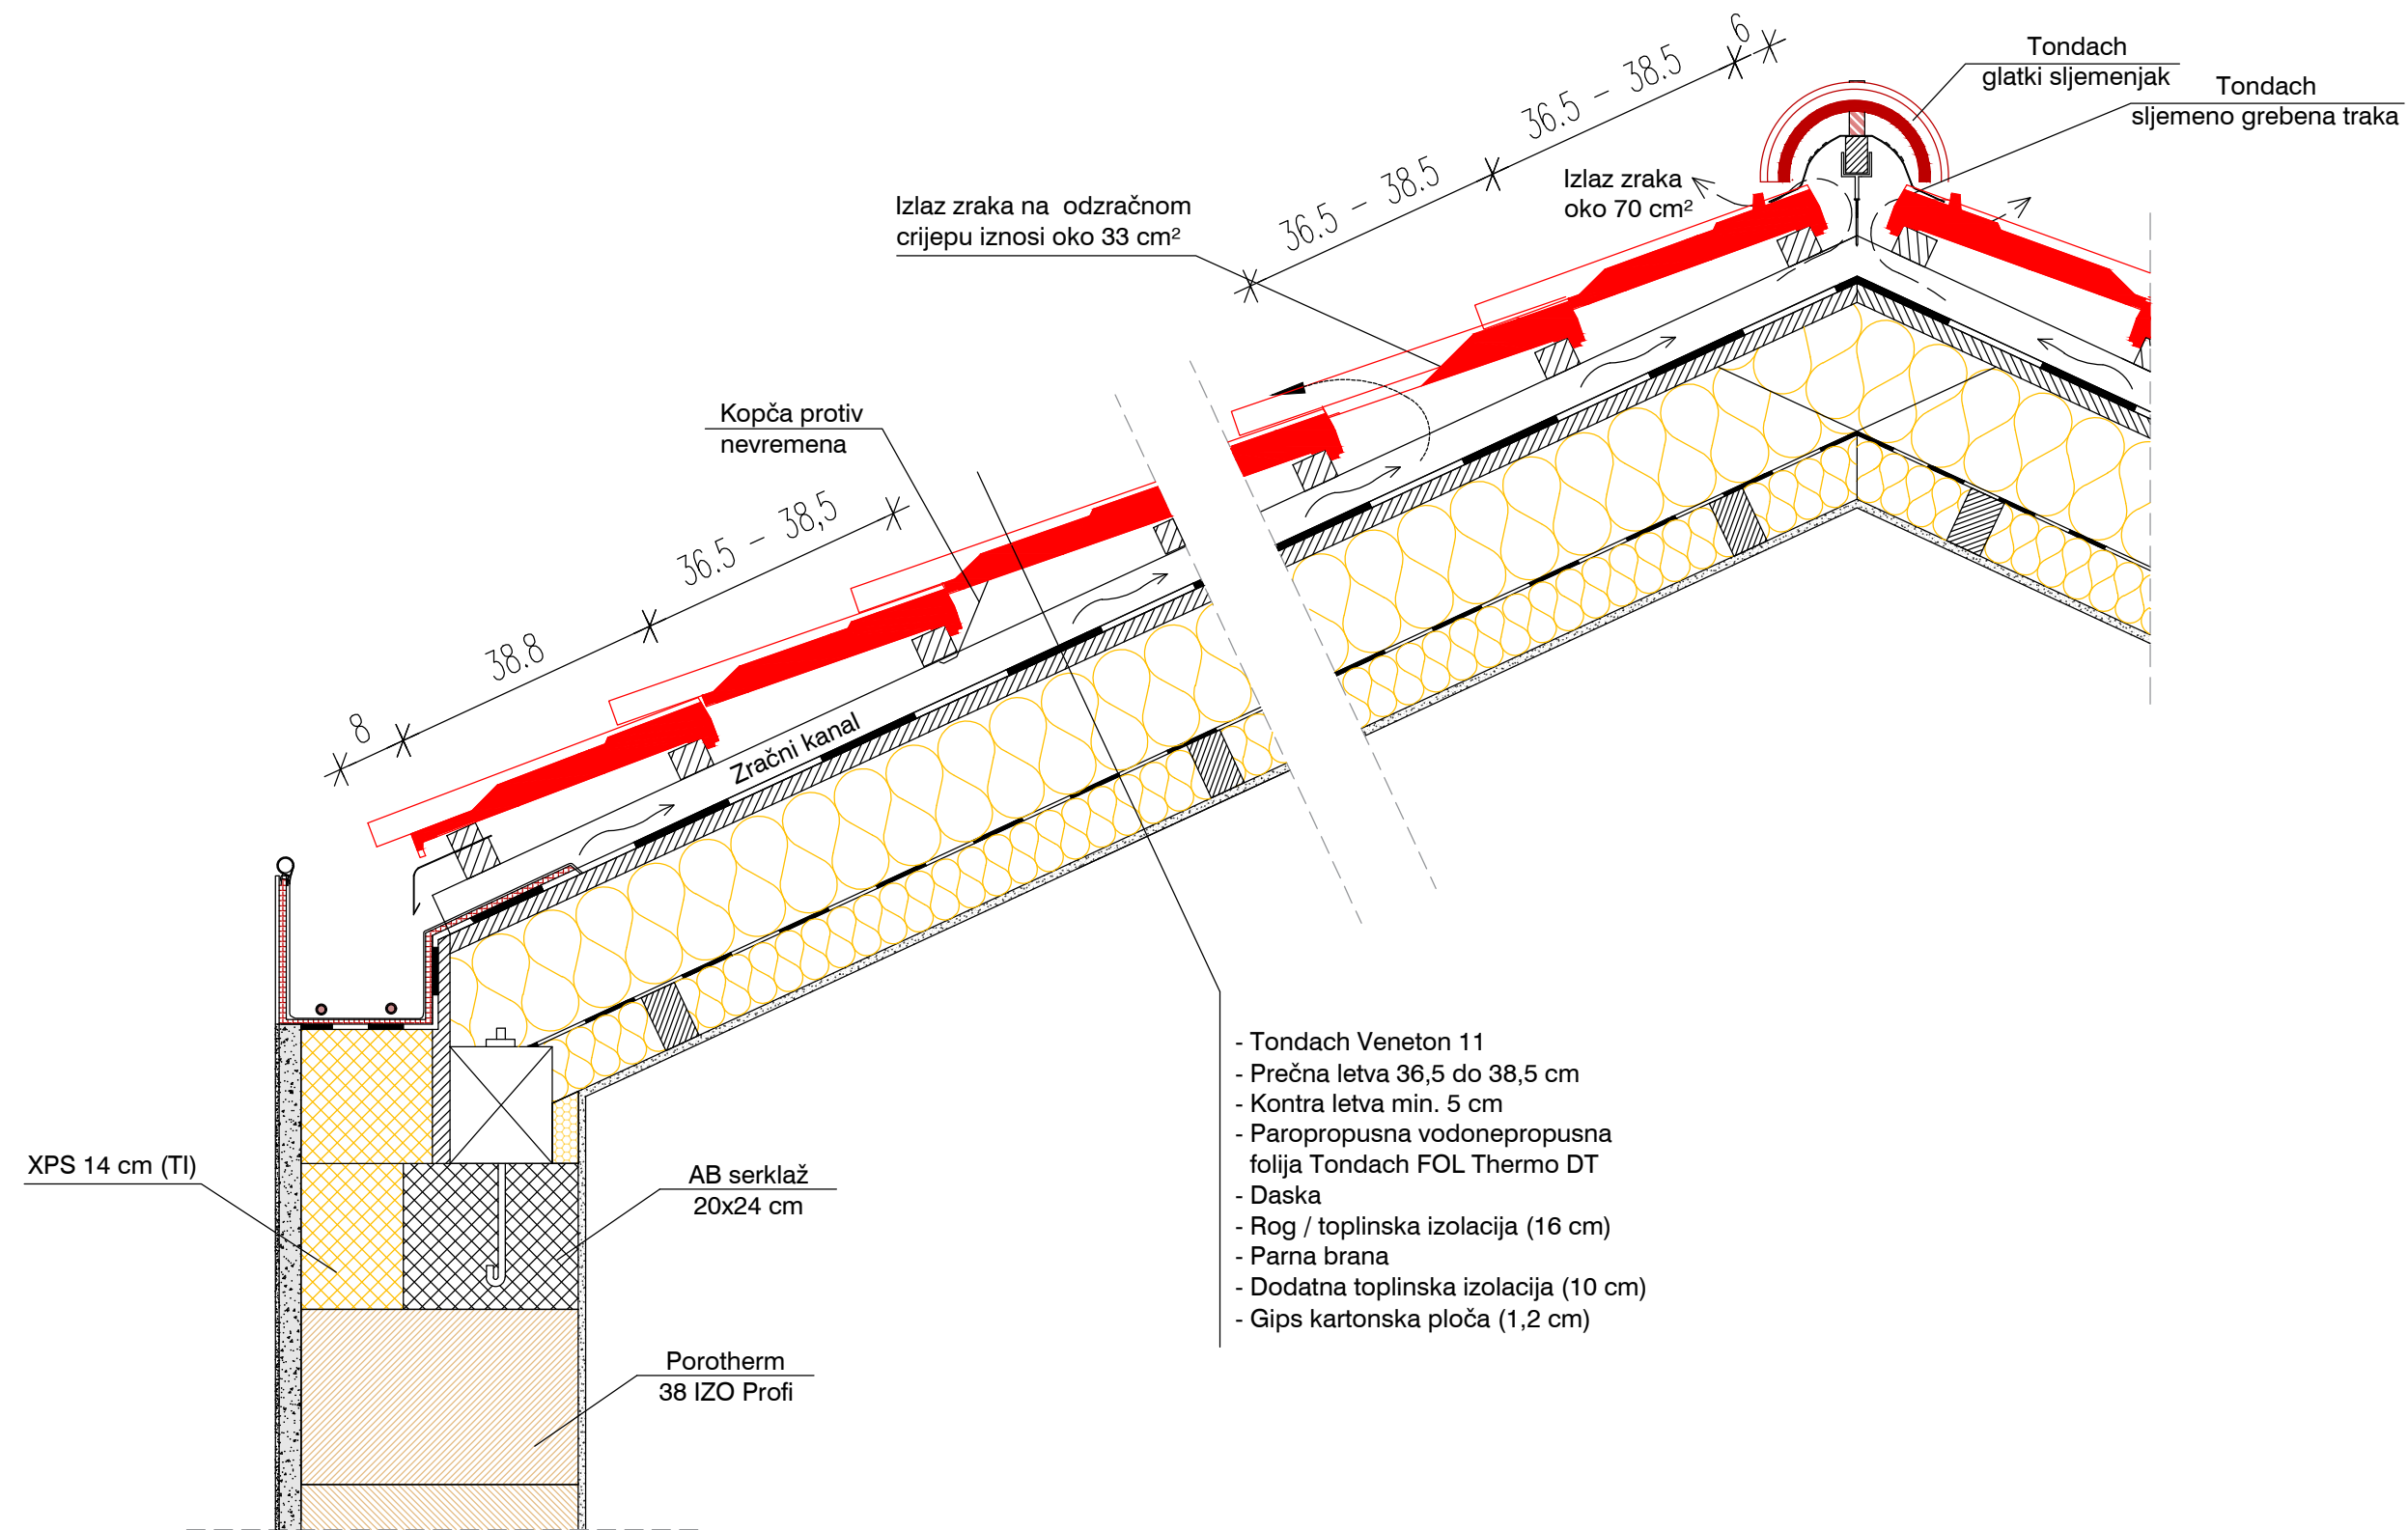 6
36.5 – 38.5
36.5 – 38.5
Tondach
glatki sljemenjak
Tondach
sljemeno grebena traka
Izlaz zraka
oko 70 cm²
Izlaz zraka na odzračnom
crijepu iznosi oko 33 cm²
Kopča protiv
nevremena
36.5 – 38,5
38.8
8
Zračni kanal
XPS 14 cm (TI)
AB serklaž
20x24 cm
Porotherm
38 IZO Profi
- Tondach Veneton 11
- Prečna letva 36,5 do 38,5 cm
- Kontra letva min. 5 cm
- Paropropusna vodonepropusna
folija Tondach FOL Thermo DT
- Daska
- Rog / toplinska izolacija (16 cm)
- Parna brana
- Dodatna toplinska izolacija (10 cm)
- Gips kartonska ploča (1,2 cm)